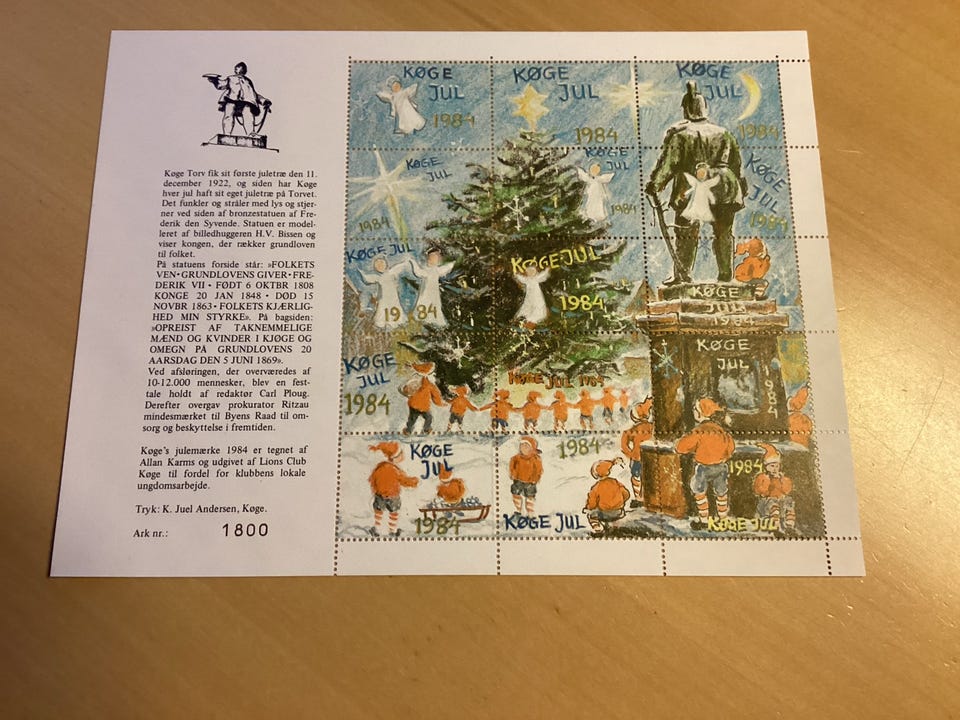 Køge Torv fik sit første juletræ den 11.
december 1922, og siden har Køge
hver jul haft sit eget juletræ på Torvet.
Det funkler og stråler med lys og stjer-
ner ved siden af bronzestatuen af Fre-
derik den Syvende. Statuen er model-
leret af billedhuggeren H.V. Bissen og
viser kongen, der rækker grundloven
til folket.
På statuens forside står: »FOLKETS
VEN·GRUNDLOVENS GIVER·FRE-
DERIK VII · FØDT 6 OKTBR 1808
KONGE 20 JAN 1848 · DØD 15
NOVBR 1863·FOLKETS KJÆRLIG-
HED MIN STYRKE». På bagsiden:
»OPREIST AF TAKNEMMELIGE
MÆND OG KVINDER I KJØGE OG
OMEGN PÅ GRUNDLOVENS 20
AARSDAG DEN 5 JUNI 1869».
Ved afsløringen, der overværedes af
10-12.000 mennesker, blev en fest-
tale holdt af redaktør Carl Ploug.
Derefter overgav prokurator Ritzau
mindesmærket til Byens Raad til om-
sorg og beskyttelse i fremtiden.
Køge's julemærke 1984 er tegnet af
Allan Karms og udgivet af Lions Club
Køge til fordel for klubbens lokale
ungdomsarbejde.
Tryk: K. Juel Andersen, Køge.
Ark nr.: 1800
KØGE
JUL
1984
KØGE
JUL
1984
KØGE
JUL
1984
KØGE
JUL
1984
KØGE
JUL
1984
KØGE
JUL
1984
KØGE JUL
1984
KØGE JUL
1984
KØGE
JUL
1984
KØGE
JUL
1984
KØGE JUL 1984
KØGE
JUL
1984
KØGE
JUL
1984
1984
KØGE JUL
1984
KØGE JUL